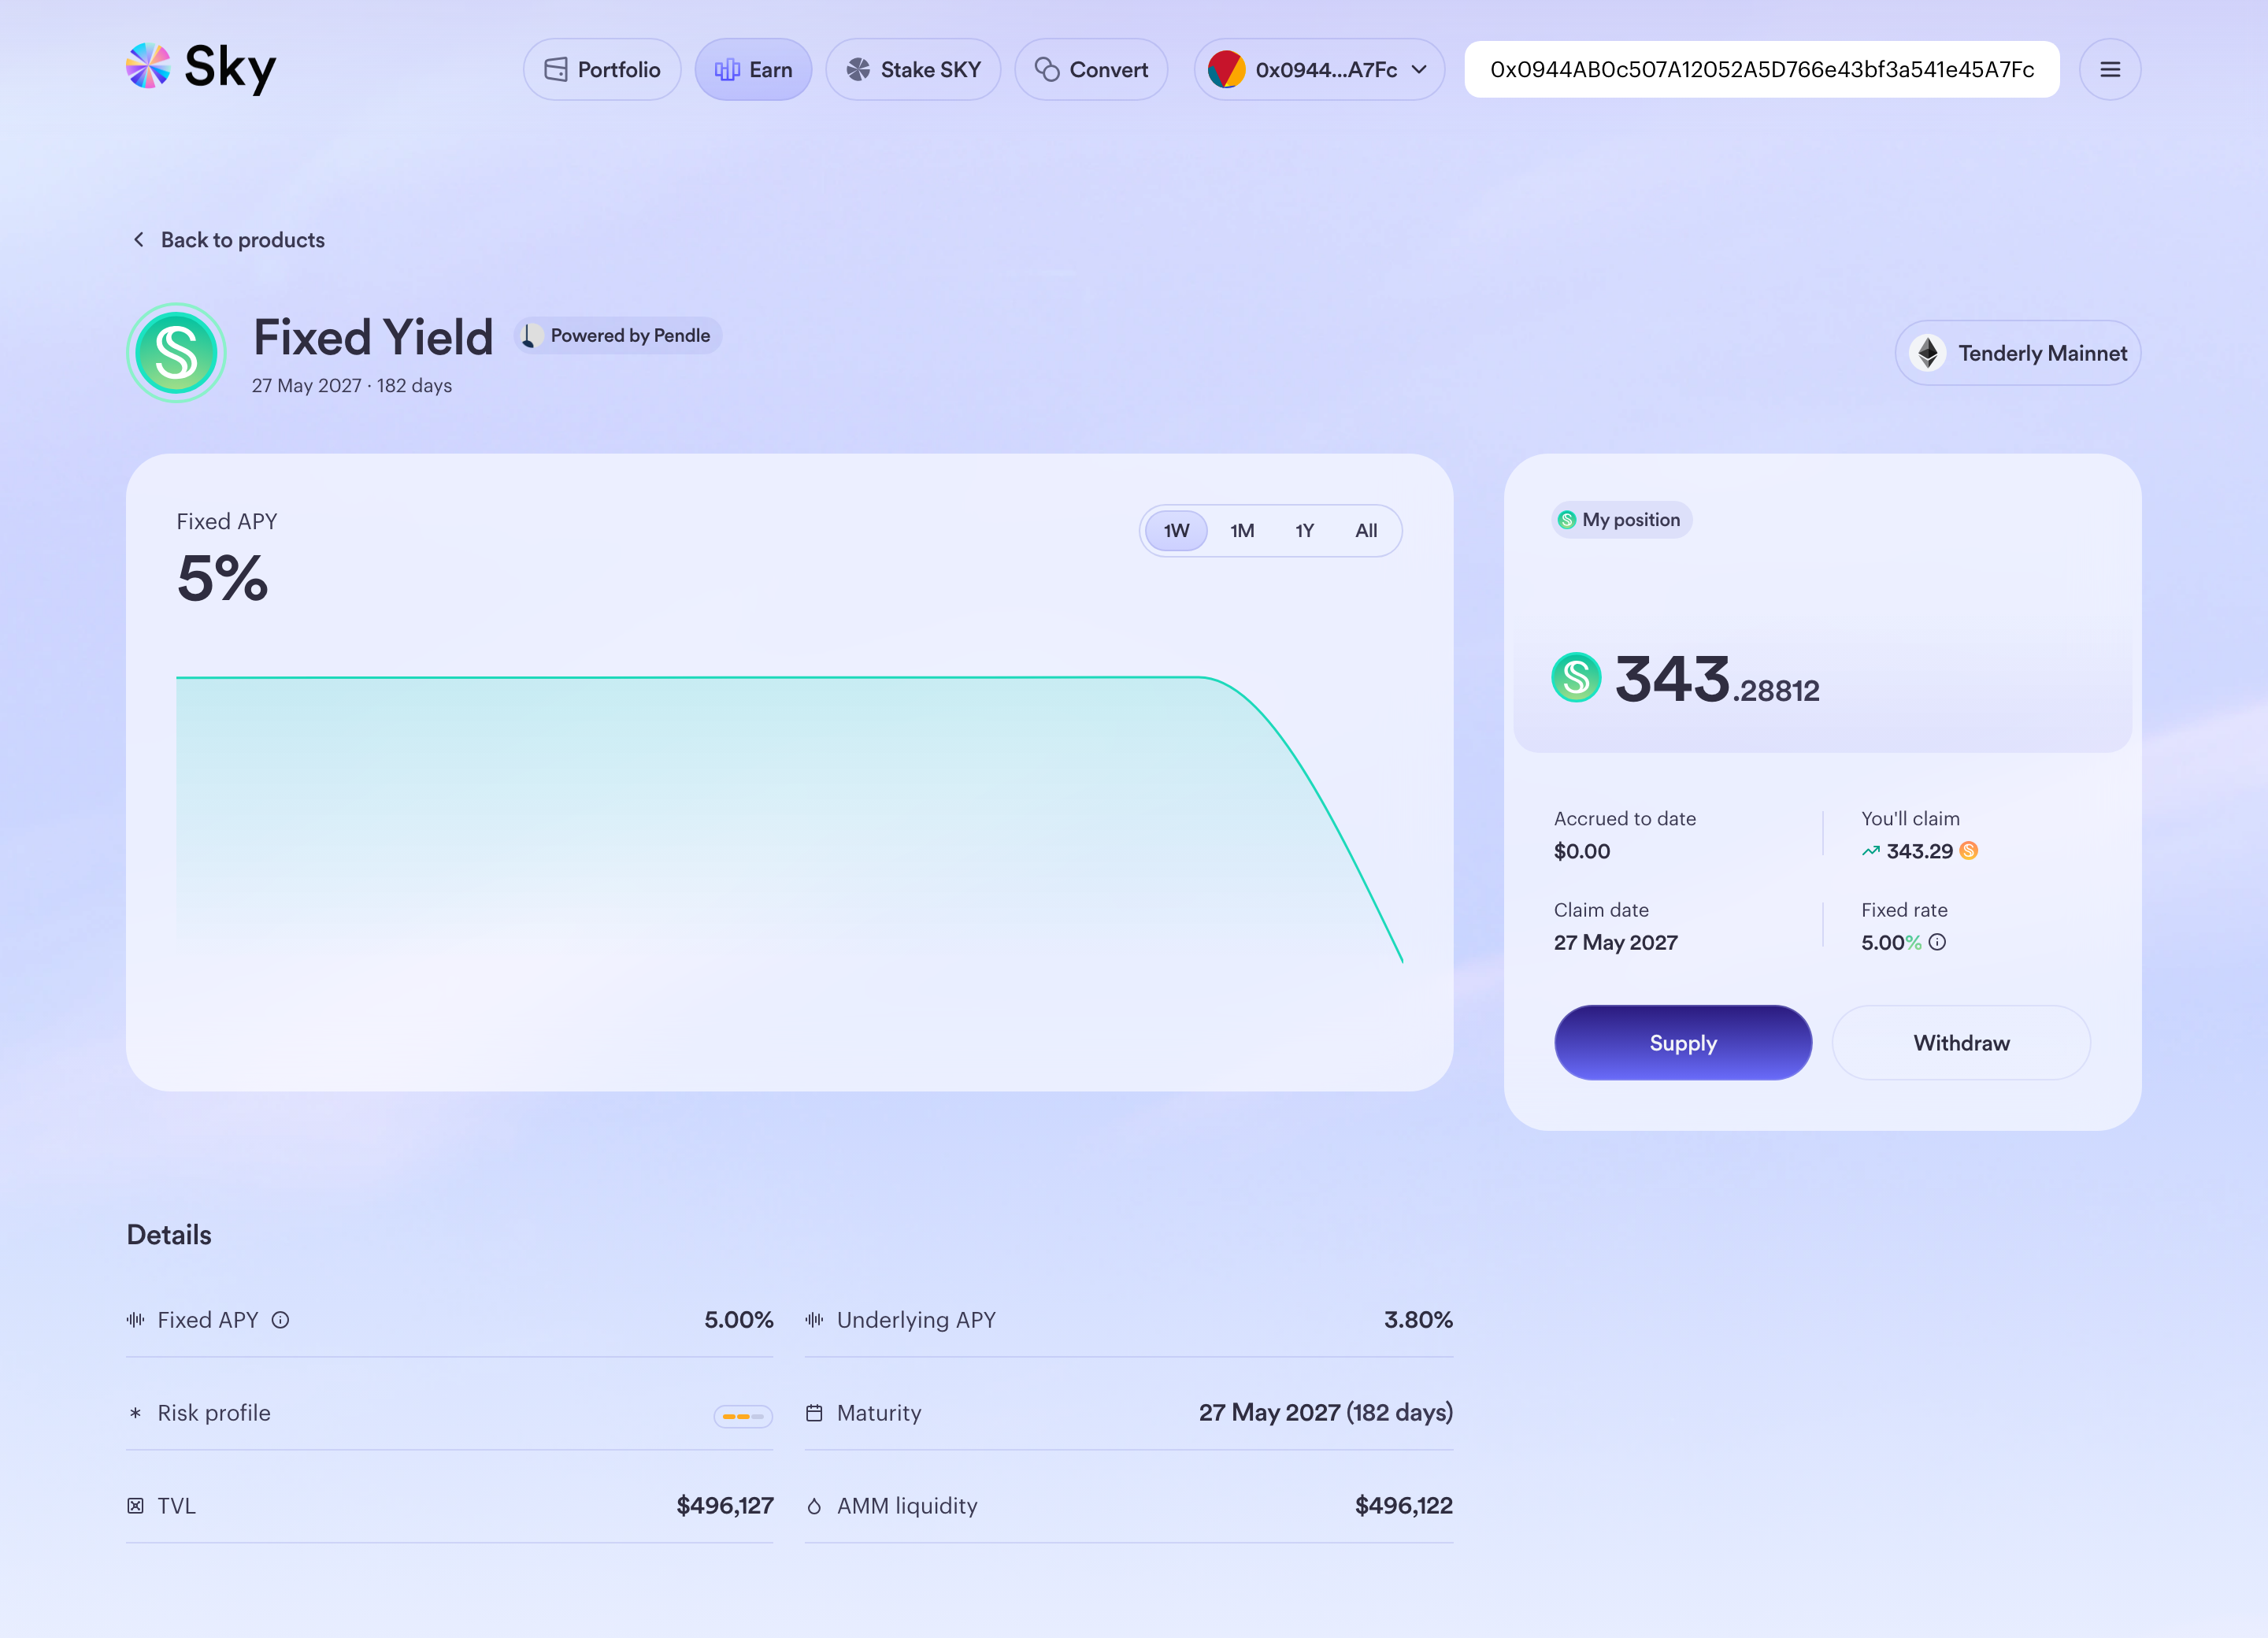 Sky
Portfolio
Earn
Stake SKY
Convert
0x0944...A7Fc
0x0944AB0c507A12052A5D766e43bf3a541e45A7Fc
Back to products
Fixed Yield
Powered by Pendle
27 May 2027 · 182 days
Tenderly Mainnet
Fixed APY
5%
1W 1M 1Y All
My position
343.28812
Accrued to date
$0.00
You'll claim
343.29
Claim date
27 May 2027
Fixed rate
5.00%
Supply
Withdraw
Details
Fixed APY 5.00%
Underlying APY 3.80%
Risk profile
Maturity 27 May 2027 (182 days)
TVL $496,127
AMM liquidity $496,122